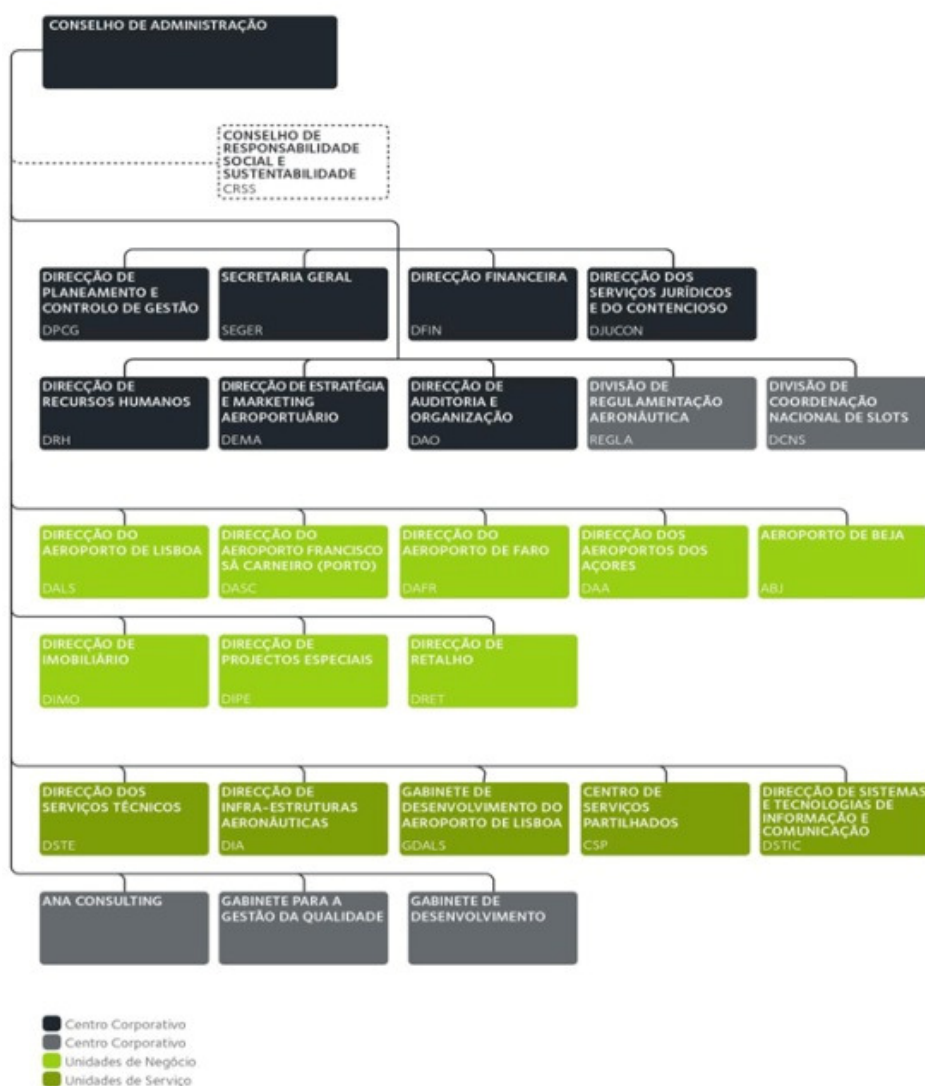 CONSELHO DE ADMINISTRAÇÃO
CONSELHO DE
RESPONSABILIDADE
SOCIAL E
SUSTENTABILIDADE
CRSS
DIRECÇÃO DE
PLANEAMENTO E
CONTROLO DE GESTÃO
DPCG
SECRETARIA GERAL
SEGER
DIRECÇÃO FINANCEIRA
DFIN
DIRECÇÃO DOS
SERVIÇOS JURÍDICOS
E DO CONTENCIOSO
DJUCON
DIRECÇÃO DE
RECURSOS HUMANOS
DRH
DIRECÇÃO DE ESTRATÉGIA
E MARKETING
AEROPORTUÁRIO
DEMA
DIRECÇÃO DE
AUDITORIA E
ORGANIZAÇÃO
DAO
DIVISÃO DE
REGULAMENTAÇÃO
AERONÁUTICA
REGLA
DIVISÃO DE
COORDENAÇÃO
NACIONAL DE SLOTS
DCNS
DIRECÇÃO DO
AEROPORTO DE LISBOA
DALS
DIRECÇÃO DO
AEROPORTO FRANCISCO
SÁ CARNEIRO (PORTO)
DASC
DIRECÇÃO DO
AEROPORTO DE FARO
DAFR
DIRECÇÃO DOS
AEROPORTOS DOS
AÇORES
DAA
AEROPORTO DE BEJA
ABJ
DIRECÇÃO DE
IMOBILIÁRIO
DIMO
DIRECÇÃO DE
PROJECTOS ESPECIAIS
DIPE
DIRECÇÃO DE
RETALHO
DRET
DIRECÇÃO DOS
SERVIÇOS TÉCNICOS
DSTE
DIRECÇÃO DE
INFRA-ESTRUTURAS
AERONÁUTICAS
DIA
GABINETE DE
DESENVOLVIMENTO DO
AEROPORTO DE LISBOA
GDALS
CENTRO DE
SERVIÇOS
PARTILHADOS
CSP
DIRECÇÃO DE SISTEMAS
E TECNOLOGIAS DE
INFORMAÇÃO E
COMUNICAÇÃO
DSTIC
ANA CONSULTING
GABINETE PARA A
GESTÃO DA QUALIDADE
GABINETE DE
DESENVOLVIMENTO
Centro Corporativo
Centro Corporativo
Unidades de Negócio
Unidades de Serviço